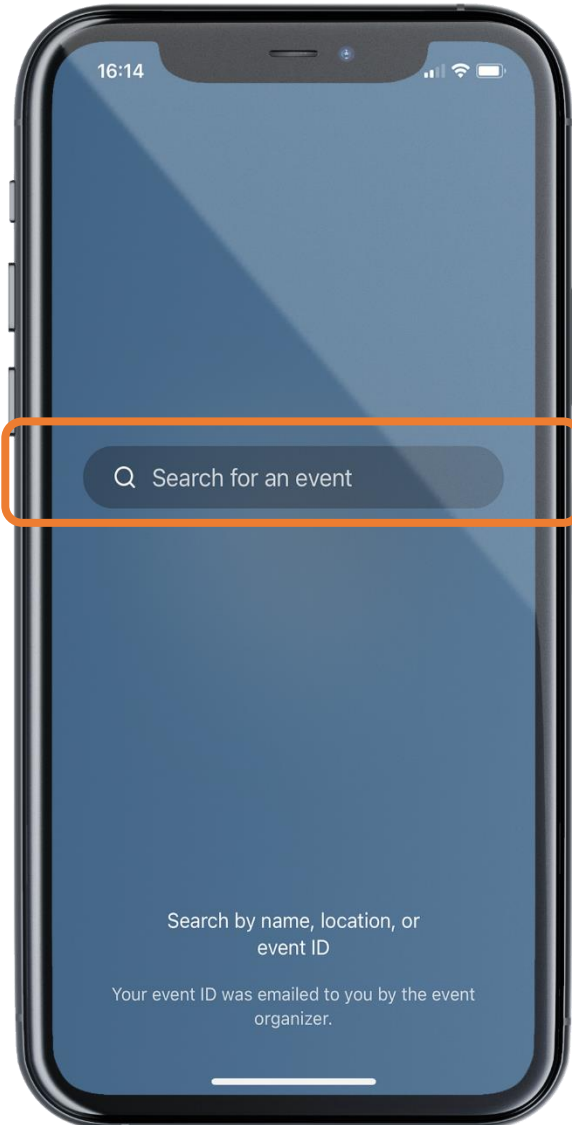 16:14
Search for an event
Search by name, location, or
event ID
Your event ID was emailed to you by the event
organizer.